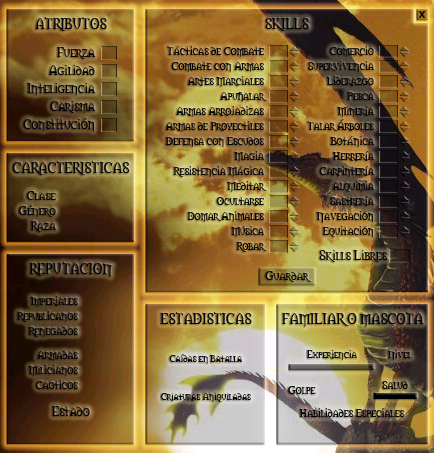 ATRIBUTOS
Fuerza
Agilidad
Inteligencia
Carisma
Constitución
CARACTERISTICAS
Clase
Género
Raza
REPUTACION
Imperiales
Republicanos
Renegados
Armadas
Milicianos
Caoticos
Estado
SKILLS
X
Tácticas de Combate
Combate con Armas
Artes Marciales
Apuñalar
Armas Arrojadizas
Armas de Proyectiles
Defensa con Escudos
Magia
Resistencia Mágica
Meditar
Ocultarse
Domar Animales
Música
Robar
Comercio
Supervivencia
Liderazgo
Pesca
Minería
Talar Árboles
Botánica
Herrería
Carpintería
Alquimia
Sastrería
Navegación
Equitación
Skills Libres
Guardar
ESTADISTICAS
Caídas en Batalla
Criaturas Aniquiladas
FAMILIAR O MASCOTA
Experiencia Nivel
Golpe Salud
Habilidades Especiales